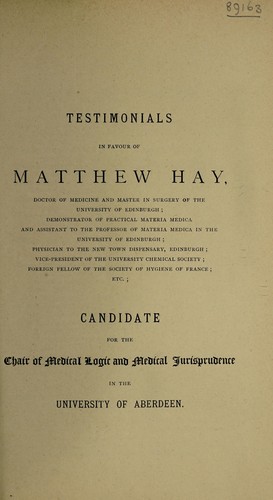 89163
TESTIMONIALS
IN FAVOUR OF
MATTHEW HAY,
DOCTOR OF MEDICINE AND MASTER IN SURGERY OF THE
UNIVERSITY OF EDINBURGH;
DEMONSTRATOR OF PRACTICAL MATERIA MEDICA
AND ASSISTANT TO THE PROFESSOR OF MATERIA MEDICA IN THE
UNIVERSITY OF EDINBURGH;
PHYSICIAN TO THE NEW TOWN DISPENSARY, EDINBURGH;
VICE-PRESIDENT OF THE UNIVERSITY CHEMICAL SOCIETY;
FOREIGN FELLOW OF THE SOCIETY OF HYGIENE OF FRANCE;
ETC.;
CANDIDATE
FOR THE
Chair of Medical Logic and Medical Jurisprudence
IN THE
UNIVERSITY OF ABERDEEN.